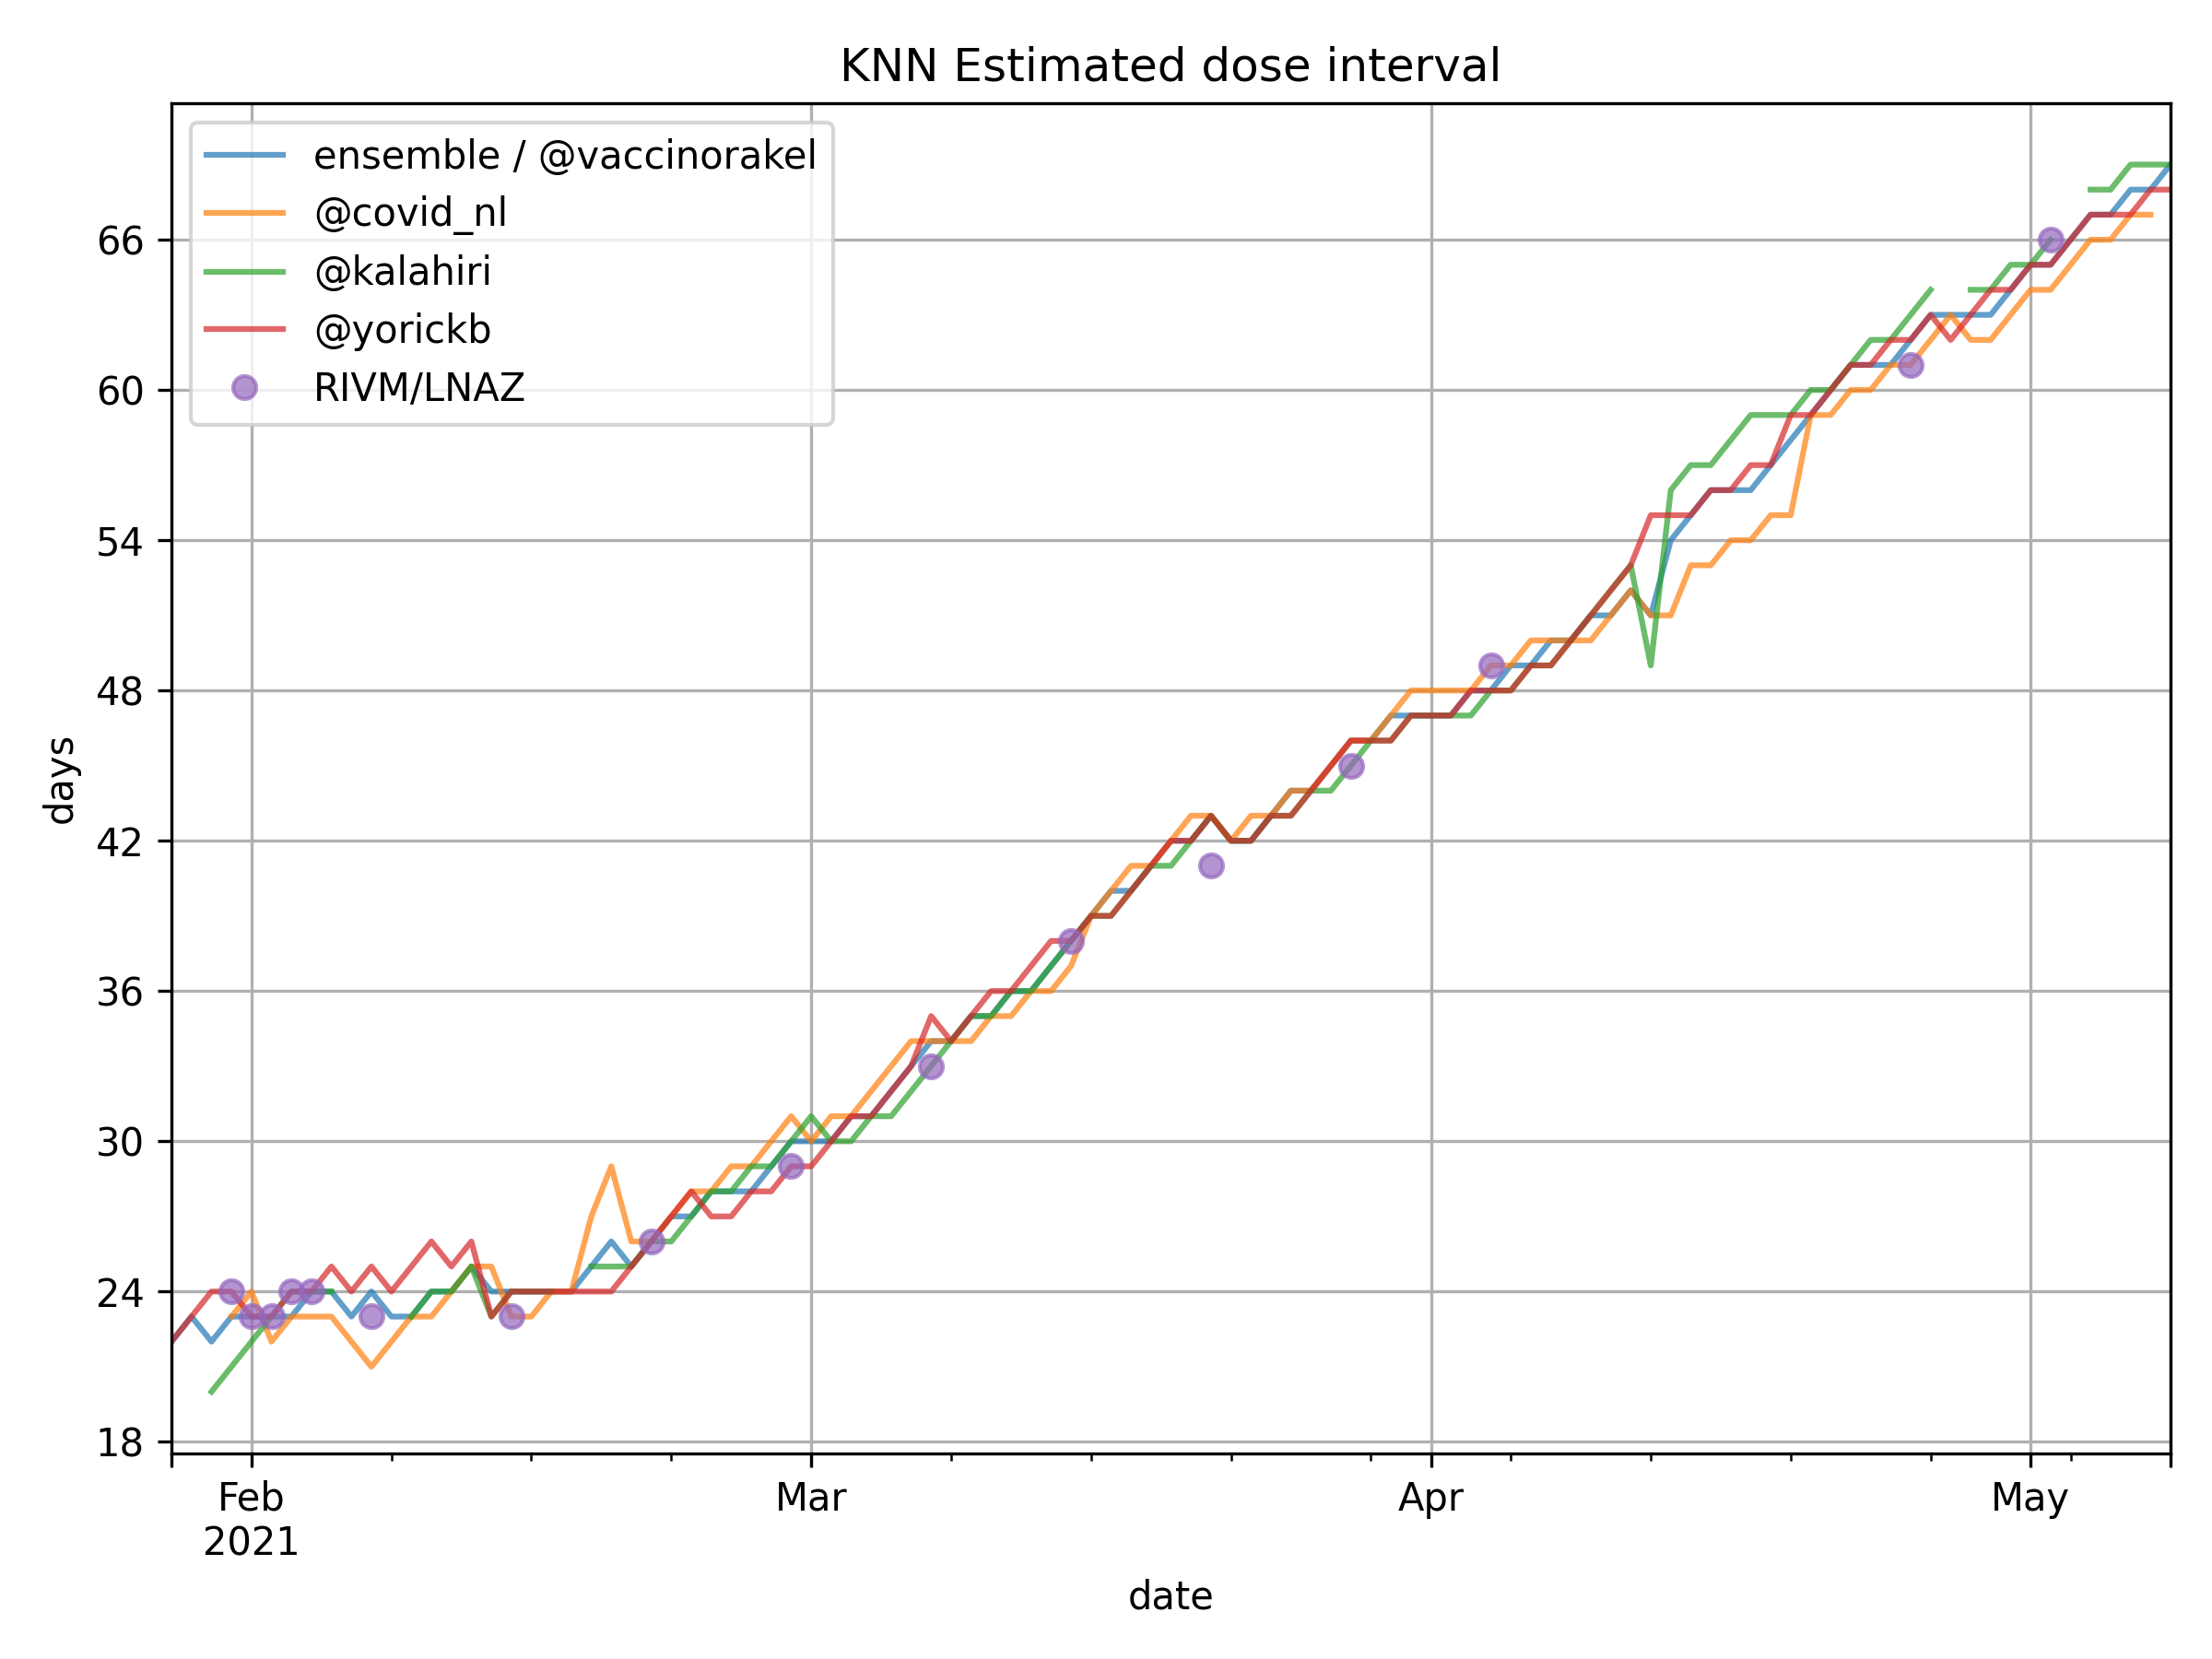 KNN Estimated dose interval
ensemble / @vaccinorakel
@covid_nl
@kalahiri
@yorickb
RIVM/LNAZ
66
60
54
48
42
36
30
24
18
days
Feb
2021
Mar
Apr
May
date